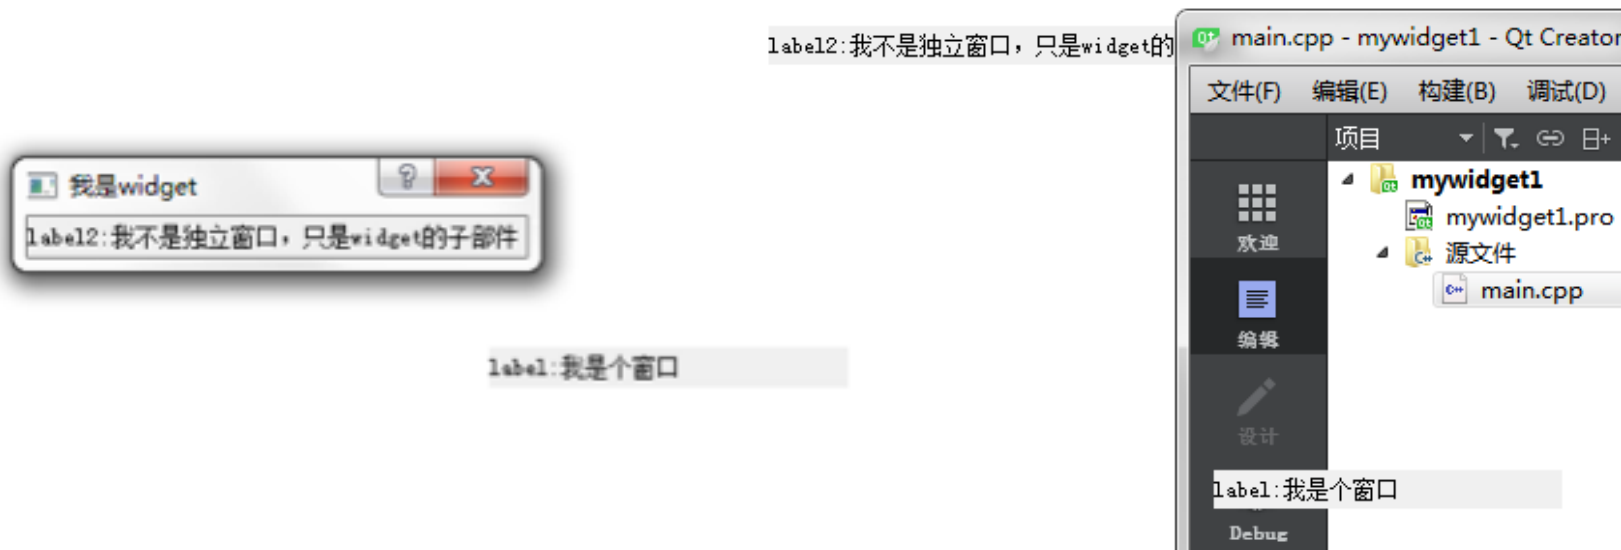 label2:我不是独立窗口，只是widget的
main.cpp - mywidget1 - Qt Creator
文件(F) 编辑(E) 构建(B) 调试(D)
项目
我是widget
label2:我不是独立窗口，只是widget的子部件
mywidget1
mywidget1.pro
源文件
main.cpp
欢迎
编辑
label:我是个窗口
设计
label:我是个窗口
Debug